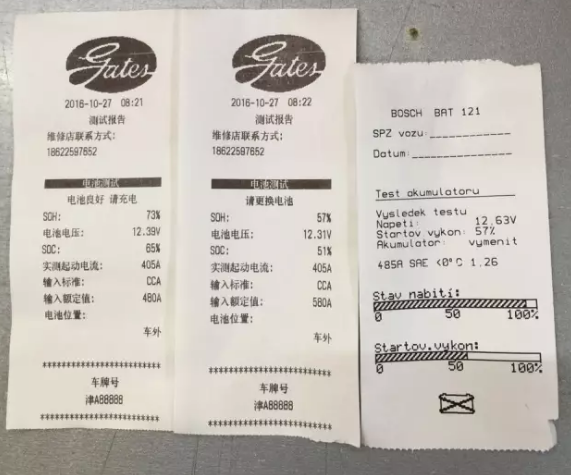 Gates
2016-10-27 08:21
测试报告
维修店联系方式:
18622597652
电池测试
电池良好 请充电
SOH: 73%
电池电压: 12.39V
SOC: 65%
实测起动电流: 405A
输入标准: CCA
输入额定值: 480A
电池位置:
车外
******************************
车牌号
津A88888
******************************
Gates
2016-10-27 08:22
测试报告
维修店联系方式:
18622597652
电池测试
请更换电池
SOH: 57%
电池电压: 12.31V
SOC: 51%
实测起动电流: 405A
输入标准: CCA
输入额定值: 580A
电池位置:
车外
******************************
车牌号
津A88888
******************************
BOSCH BAT 121
SPZ vozu:____________
Datum:______________
Test akumulatoru
Vysledek testu
Napeti: 12.63V
Startov vykon: 57%
Akumulator: vymenit
485A SAE <0°C 1.26
Stav nabití:
0 50 100%
Startov.vykon:
0 50 100%